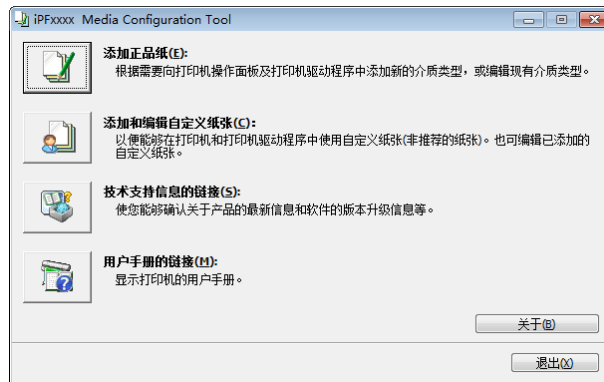 iPFxxxx Media Configuration Tool
添加正品纸(E):
根据需要向打印机操作面板及打印机驱动程序中添加新的介质类型，或编辑现有介质类型。
添加和编辑自定义纸张(C):
以便能够在打印机和打印机驱动程序中使用自定义纸张(非推荐的纸张)。也可编辑已添加的
自定义纸张。
技术支持信息的链接(S):
使您能够确认关于产品的最新信息和软件的版本升级信息等。
用户手册的链接(M):
显示打印机的用户手册。
关于(B)
退出(X)